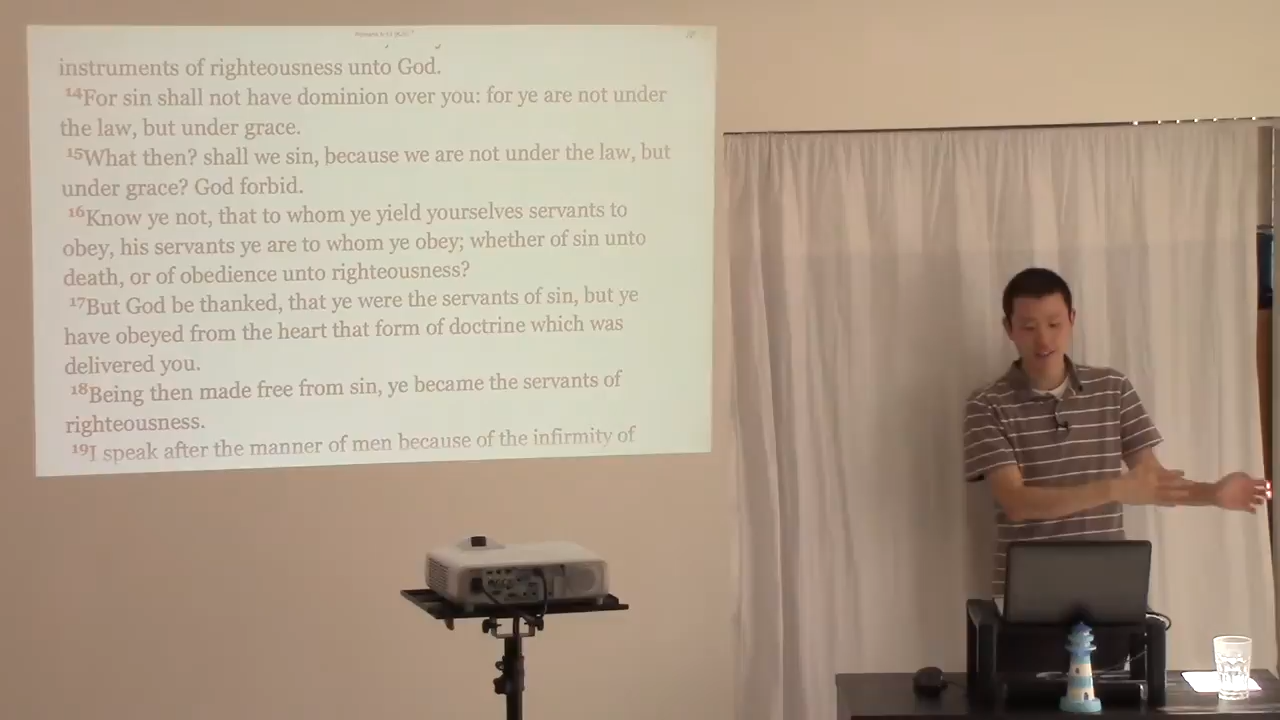 instruments of righteousness unto God.
14For sin shall not have dominion over you: for ye are not under
the law, but under grace.
15What then? shall we sin, because we are not under the law, but
under grace? God forbid.
16Know ye not, that to whom ye yield yourselves servants to
obey, his servants ye are to whom ye obey; whether of sin unto
death, or of obedience unto righteousness?
17But God be thanked, that ye were the servants of sin, but ye
have obeyed from the heart that form of doctrine which was
delivered you.
18Being then made free from sin, ye became the servants of
righteousness.
19I speak after the manner of men because of the infirmity of